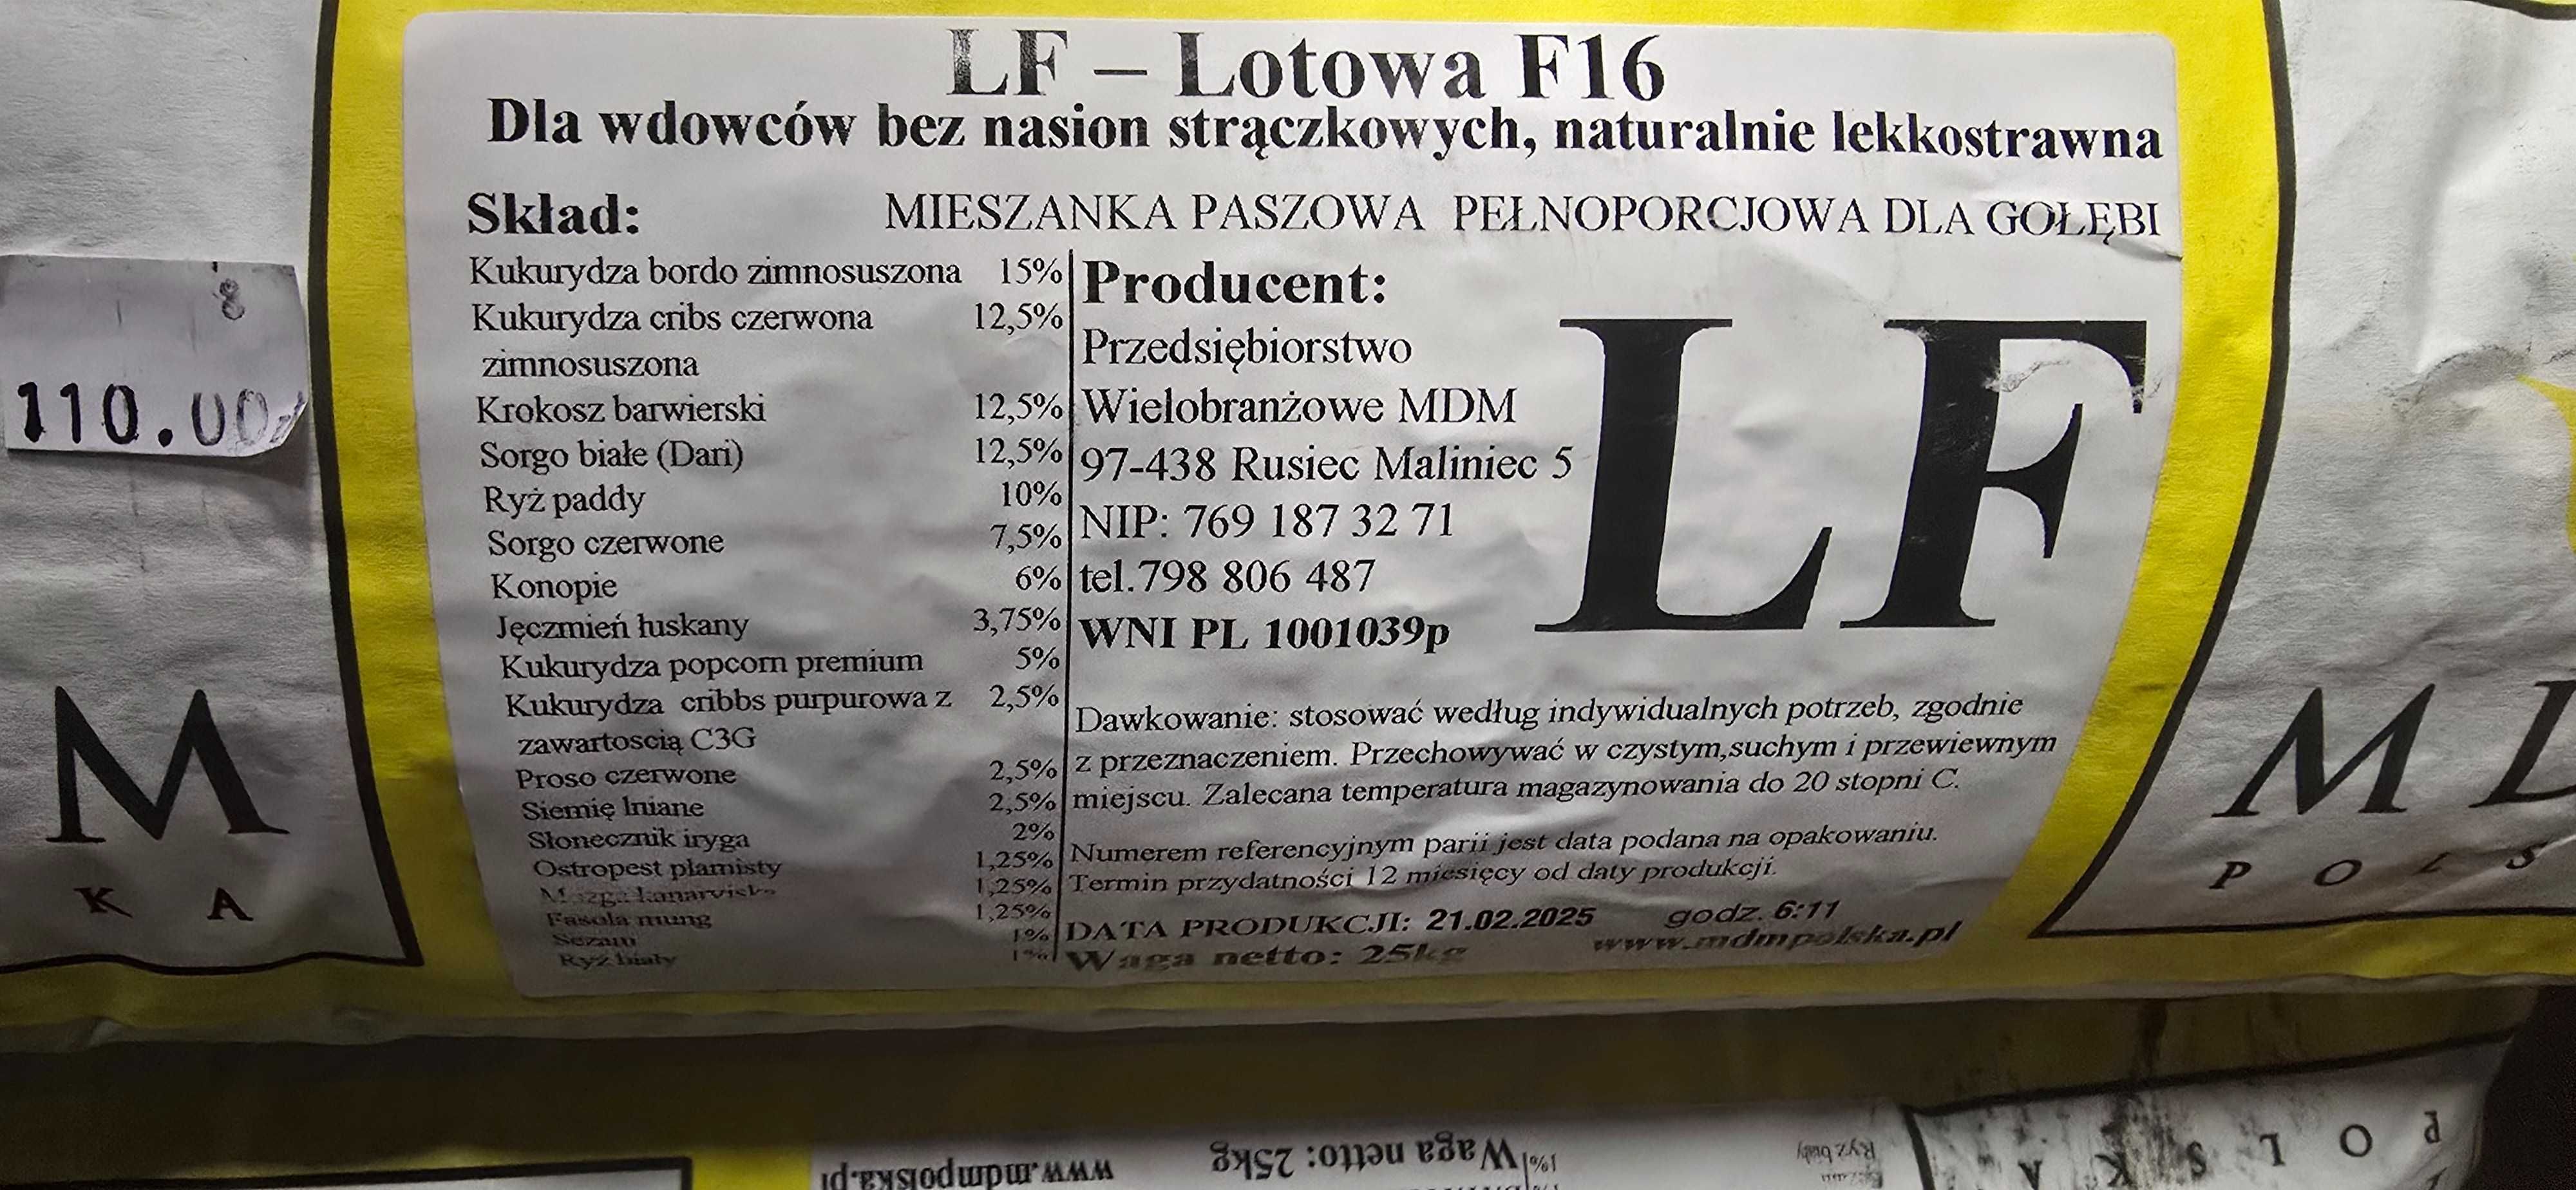 LF – Lotowa F16
Dla wdowców bez nasion strączkowych, naturalnie lekkostrawna
Skład:
MIESZANKA PASZOWA PEŁNOPORCJOWA DLA GOŁĘBI
Kukurydza bordo zimnosuszona 15%
Kukurydza cribs czerwona 12,5%
zimnosuszona
Krokosz barwierski 12,5%
Sorgo białe (Dari) 12,5%
Ryż paddy 10%
Sorgo czerwone 7,5%
Konopie 6%
Jęczmień łuskany 3,75%
Kukurydza popcorn premium 5%
Kukurydza cribbs purpurowa z 2,5%
zawartoscią C3G
Proso czerwone 2,5%
Siemię lniane 2,5%
Słonecznik iryga 2%
Ostropest plamisty 1,25%
Mozga kanaryjska 1,25%
Fasola mung 1,25%
Sezam 1%
Ryż biały 1%
Producent:
Przedsiębiorstwo
Wielobranżowe MDM
97-438 Rusiec Maliniec 5
NIP: 769 187 32 71
tel.798 806 487
WNI PL 1001039p
LF
Dawkowanie: stosować według indywidualnych potrzeb, zgodnie
z przeznaczeniem. Przechowywać w czystym,suchym i przewiewnym
miejscu. Zalecana temperatura magazynowania do 20 stopni C.
Numerem referencyjnym parii jest data podana na opakowaniu.
Termin przydatności 12 miesięcy od daty produkcji.
DATA PRODUKCJI: 21.02.2025 godz. 6:11
Waga netto: 25kg www.mdmpolska.pl
8
110.00zł
M
K A
M D
P O L S
www.mdmpolska.pl
Waga netto: 25kg
1%
Ryż biały
P O L S K A